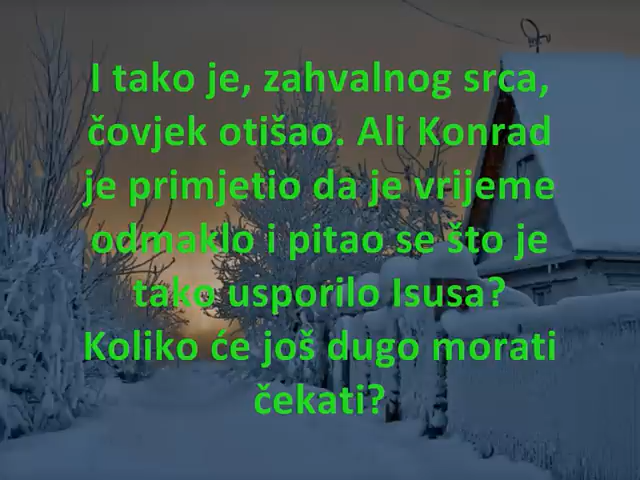 I tako je, zahvalnog srca,
čovjek otišao. Ali Konrad
je primjetio da je vrijeme
odmaklo i pitao se što je
tako usporilo Isusa?
Koliko će još dugo morati
čekati?